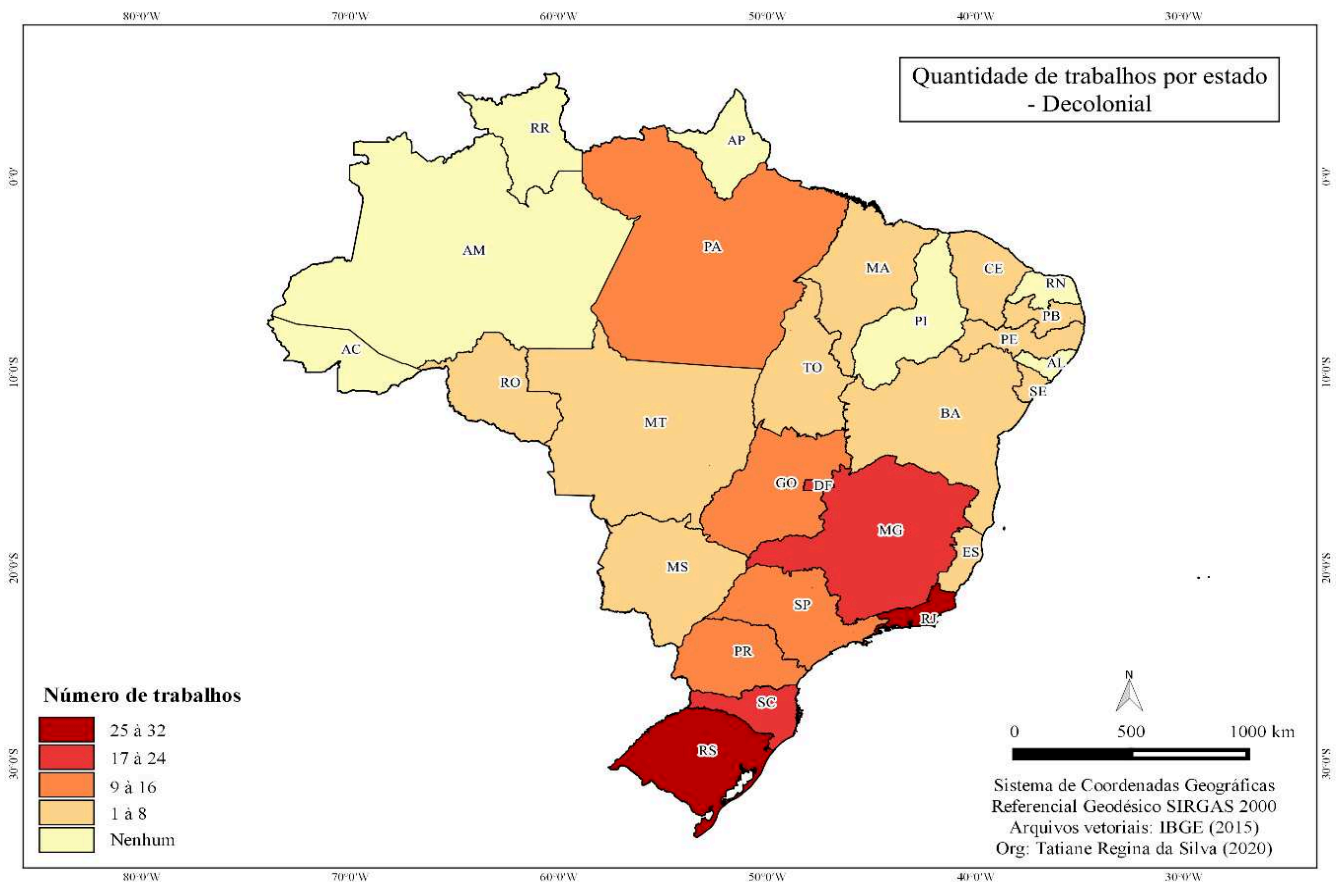 80°0'W 70°0'W 60°0'W 50°0'W 40°0'W 30°0'W
Quantidade de trabalhos por estado
- Decolonial
RR
AP
0°
0°
AM
PA
MA
CE
RN
PB
PI
PE
AC
AL
10°0'S
10°0'S
RO
TO
SE
MT
BA
GO
DF
MG
ES
20°0'S
20°0'S
MS
SP
RJ
PR
SC
RS
30°0'S
30°0'S
Número de trabalhos
25 à 32
17 à 24
9 à 16
1 à 8
Nenhum
N
0 500 1000 km
Sistema de Coordenadas Geográficas
Referencial Geodésico SIRGAS 2000
Arquivos vetoriais: IBGE (2015)
Org: Tatiane Regina da Silva (2020)
80°0'W 70°0'W 60°0'W 50°0'W 40°0'W 30°0'W